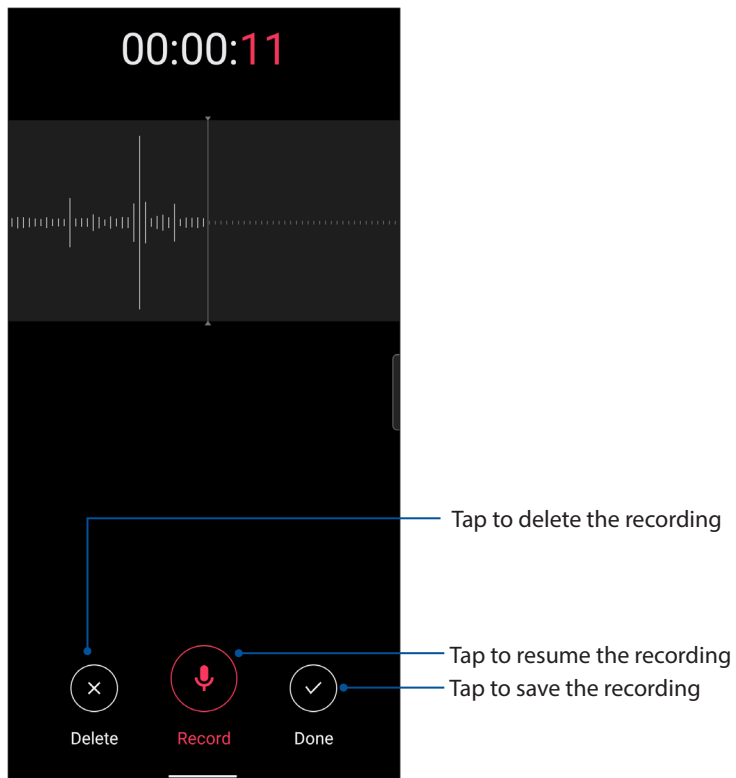 00:00:11
Tap to delete the recording
Tap to resume the recording
Tap to save the recording
Delete Record Done